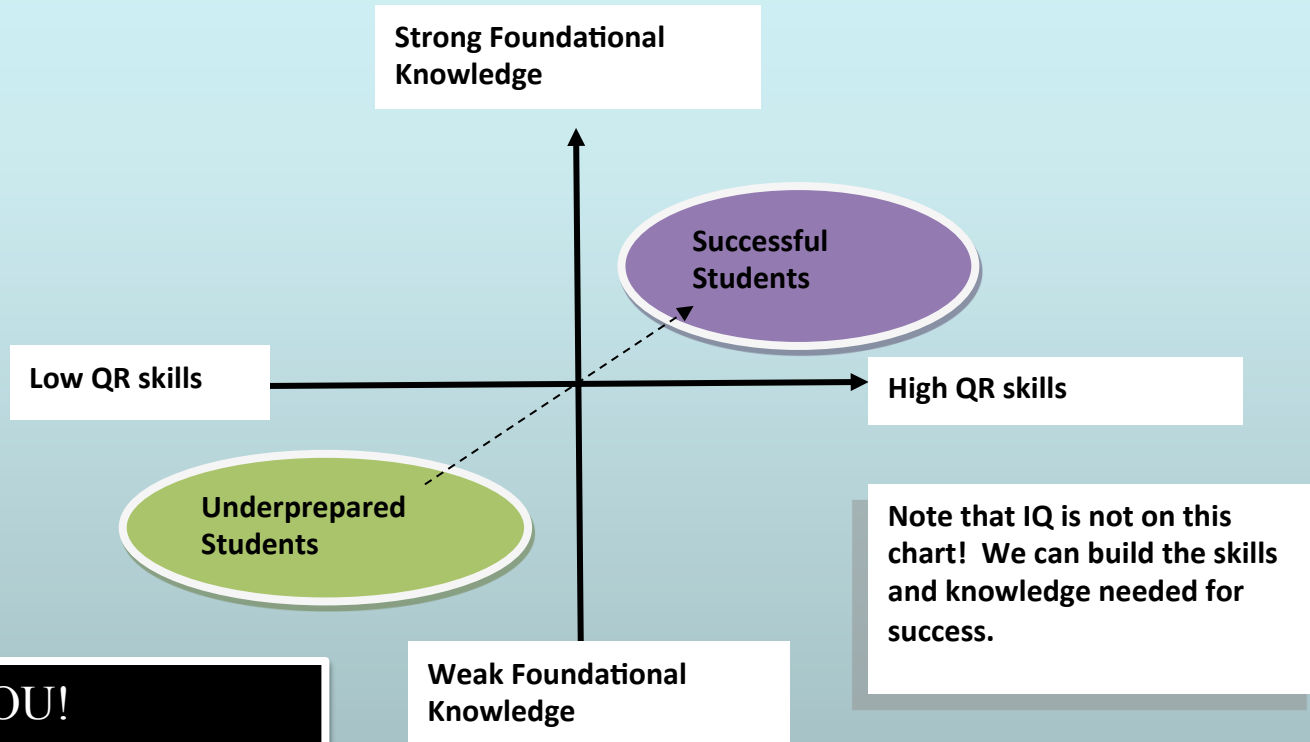 Strong Foundational
Knowledge
Successful
Students
Low QR skills
High QR skills
Underprepared
Students
Note that IQ is not on this
chart! We can build the skills
and knowledge needed for
success.
Weak Foundational
Knowledge
OU!